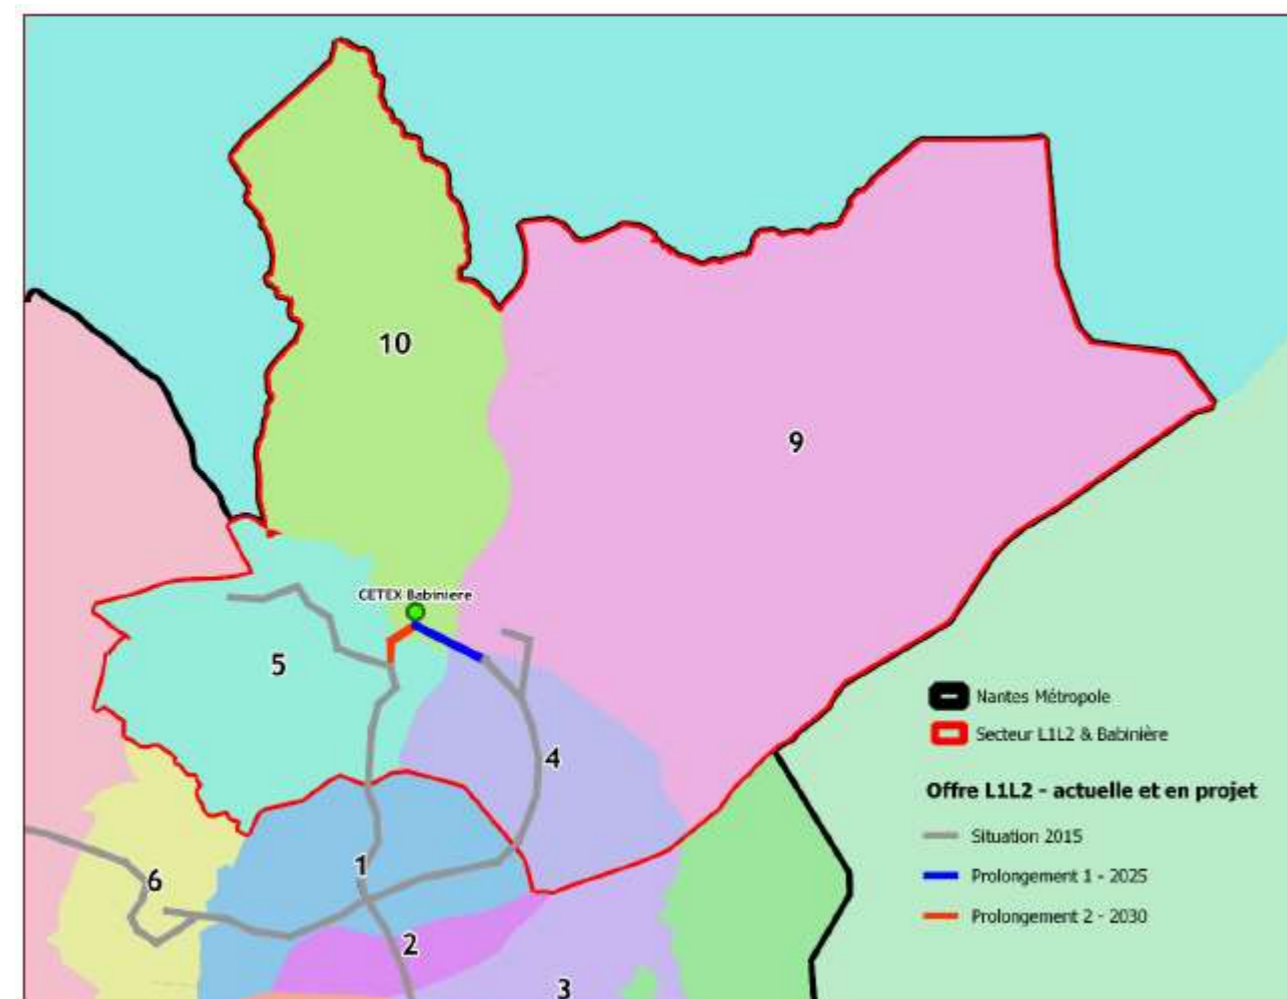 10
9
CETEX Babiniere
5
4
1
6
2
3
Nantes Métropole
Secteur L1L2 & Babinière
Offre L1L2 - actuelle et en projet
Situation 2015
Prolongement 1 - 2025
Prolongement 2 - 2030